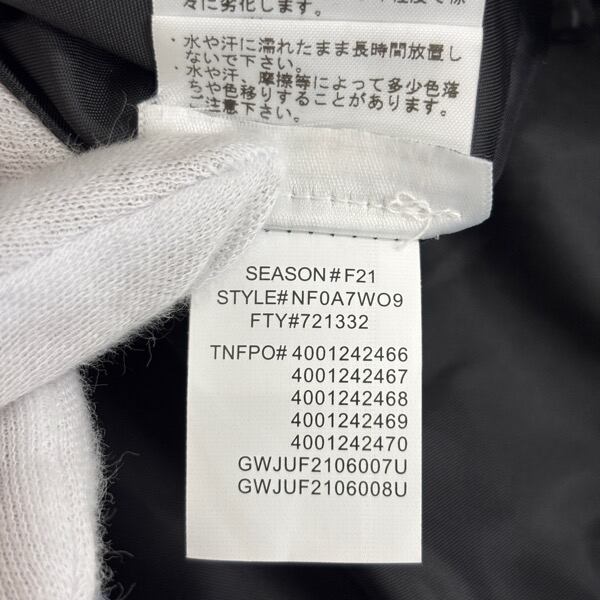 々に劣化します。
・水や汗に濡れたまま長時間放置し
ないで下さい。
・水や汗、摩擦等によって多少色落
ちや色移りすることがあります。
ご注意下さい。
SEASON#F21
STYLE#NF0A7WO9
FTY#721332
TNFPO# 4001242466
4001242467
4001242468
4001242469
4001242470
GWJUF2106007U
GWJUF2106008U